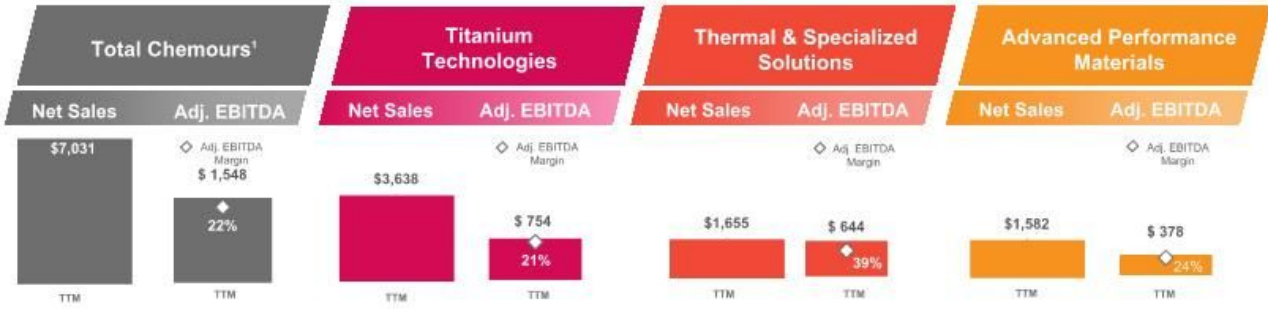 Total Chemours¹
Net Sales Adj. EBITDA
$7,031
Adj. EBITDA
Margin
$ 1,548
22%
TTM TTM
Titanium
Technologies
Net Sales Adj. EBITDA
Adj. EBITDA
Margin
$3,638
$ 754
21%
TTM TTM
Thermal & Specialized
Solutions
Net Sales Adj. EBITDA
Adj. EBITDA
Margin
$1,655 $ 644
39%
TTM TTM
Advanced Performance
Materials
Net Sales Adj. EBITDA
Adj. EBITDA
Margin
$1,582 $ 378
24%
TTM TTM